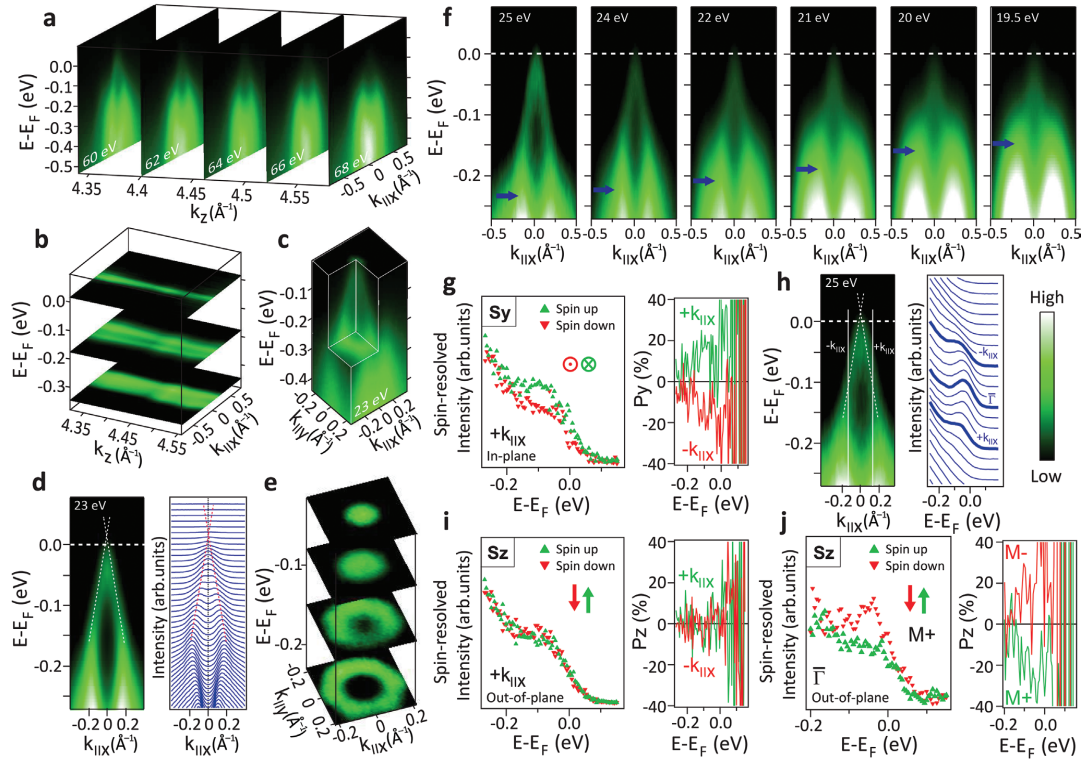 a
E-E_F (eV)
0.0
-0.1
-0.2
-0.3
-0.4
-0.5
60 eV
62 eV
64 eV
66 eV
68 eV
4.35
4.4
4.45
4.5
4.55
k_Z(Å⁻¹)
-0.5
0
0.5
k_IIX(Å⁻¹)
b
E-E_F (eV)
0.0
-0.1
-0.2
-0.3
4.35
4.45
4.55
k_Z(Å⁻¹)
-0.5
0
0.5
k_IIX(Å⁻¹)
c
E-E_F (eV)
-0.1
-0.2
-0.3
-0.4
23 eV
-0.2
0
0.2
k_IIy(Å⁻¹)
-0.2
0
0.2
k_IIX(Å⁻¹)
d
23 eV
E-E_F (eV)
0.0
-0.1
-0.2
-0.2 0 0.2
k_IIX(Å⁻¹)
Intensity (arb.units)
-0.2 0 0.2
k_IIX(Å⁻¹)
e
E-E_F (eV)
-0.1
-0.2
-0.2
0
0.2
k_IIy(Å⁻¹)
-0.2
0
0.2
k_IIX(Å⁻¹)
f
25 eV
24 eV
22 eV
21 eV
20 eV
19.5 eV
E-E_F (eV)
0.0
-0.1
-0.2
-0.5 0.0 0.5
k_IIX(Å⁻¹)
-0.5 0.0 0.5
k_IIX(Å⁻¹)
-0.5 0.0 0.5
k_IIX(Å⁻¹)
-0.5 0.0 0.5
k_IIX(Å⁻¹)
-0.5 0.0 0.5
k_IIX(Å⁻¹)
-0.5 0.0 0.5
k_IIX(Å⁻¹)
g
Spin-resolved
Intensity (arb.units)
Sy
Spin up
Spin down
+k_IIX
In-plane
-0.2 0.0
E-E_F (eV)
Py (%)
40
20
0
-20
-40
+k_IIX
-k_IIX
-0.2 0.0
E-E_F (eV)
h
25 eV
E-E_F (eV)
0.0
-0.1
-0.2
-k_IIX
+k_IIX
-0.2 0 0.2
k_IIX(Å⁻¹)
Intensity (arb.units)
-k_IIX
Γ̅
+k_IIX
-0.2 0.0
E-E_F (eV)
High
Low
i
Spin-resolved
Intensity (arb.units)
Sz
Spin up
Spin down
+k_IIX
Out-of-plane
-0.2 0.0
E-E_F (eV)
Pz (%)
40
20
0
-20
-40
+k_IIX
-k_IIX
-0.2 0.0
E-E_F (eV)
j
Spin-resolved
Intensity (arb.units)
Sz
Spin up
Spin down
M+
Γ̅
Out-of-plane
-0.2 -0.1 0.0
E-E_F (eV)
Pz (%)
40
20
0
-20
-40
M-
M+
-0.2 0.0
E-E_F (eV)